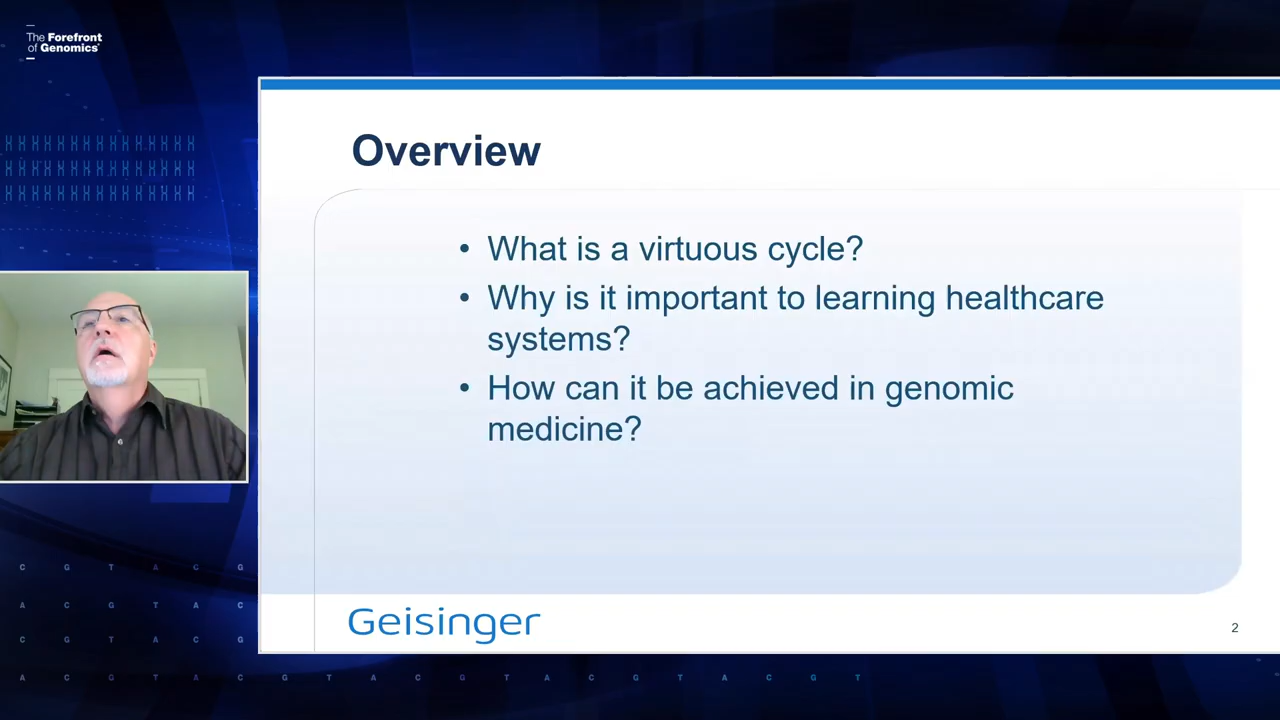 The Forefront
of Genomics®
Overview
• What is a virtuous cycle?
• Why is it important to learning healthcare
systems?
• How can it be achieved in genomic
medicine?
Geisinger
2
C G T A C G
A C G T A C
C G T A C G
A C G T A C G T A C G T A C G T A C G T